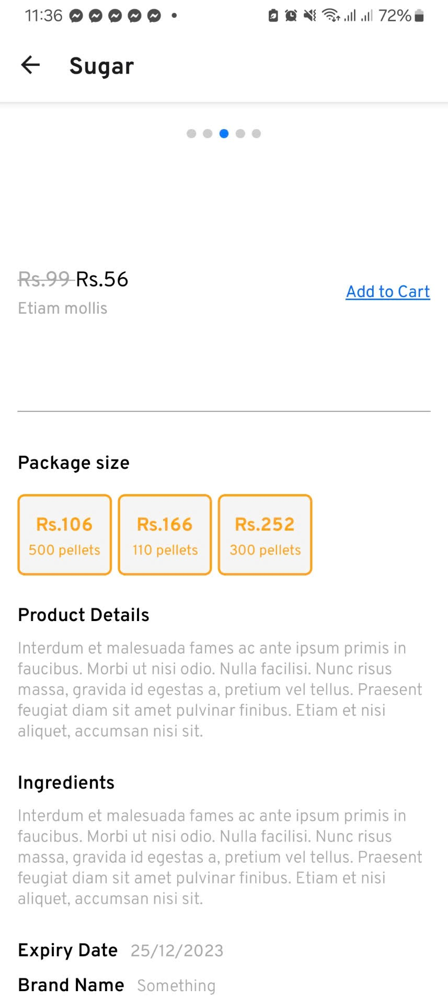 11:36
72%
Sugar
Rs.99 Rs.56
Add to Cart
Etiam mollis
Package size
Rs.106 Rs.166 Rs.252
500 pellets 110 pellets 300 pellets
Product Details
Interdum et malesuada fames ac ante ipsum primis in
faucibus. Morbi ut nisi odio. Nulla facilisi. Nunc risus
massa, gravida id egestas a, pretium vel tellus. Praesent
feugiat diam sit amet pulvinar finibus. Etiam et nisi
aliquet, accumsan nisi sit.
Ingredients
Interdum et malesuada fames ac ante ipsum primis in
faucibus. Morbi ut nisi odio. Nulla facilisi. Nunc risus
massa, gravida id egestas a, pretium vel tellus. Praesent
feugiat diam sit amet pulvinar finibus. Etiam et nisi
aliquet, accumsan nisi sit.
Expiry Date 25/12/2023
Brand Name Something